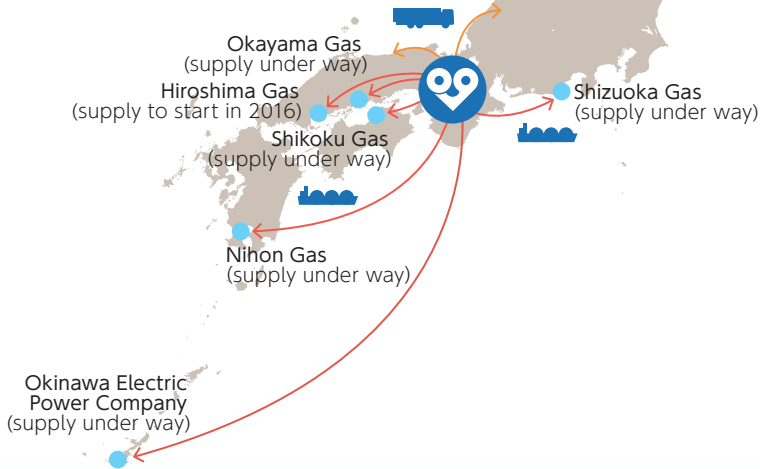 Okayama Gas
(supply under way)
Hiroshima Gas
(supply to start in 2016)
Shikoku Gas
(supply under way)
Shizuoka Gas
(supply under way)
Nihon Gas
(supply under way)
Okinawa Electric
Power Company
(supply under way)